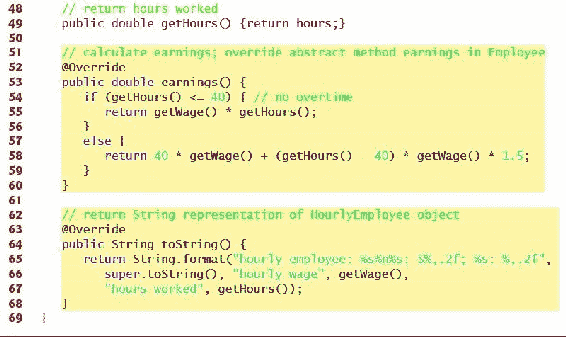 48 // return hours worked
49 public double getHours() {return hours;}
50
51 // calculate earnings; override abstract method earnings in Employee
52 @Override
53 public double earnings() {
54 if (getHours() <= 40) { // no overtime
55 return getWage() * getHours();
56 }
57 else {
58 return 40 * getWage() + (getHours() 40) * getWage() * 1.5;
59 }
60 }
61
62 // return String representation of HourlyEmployee object
63 @Override
64 public String toString() {
65 return String.format("hourly employee: %s%n%s: $%,.2f; %s: %,.2f",
66 super.toString(), "hourly wage", getWage(),
67 "hours worked", getHours());
68 }
69 }